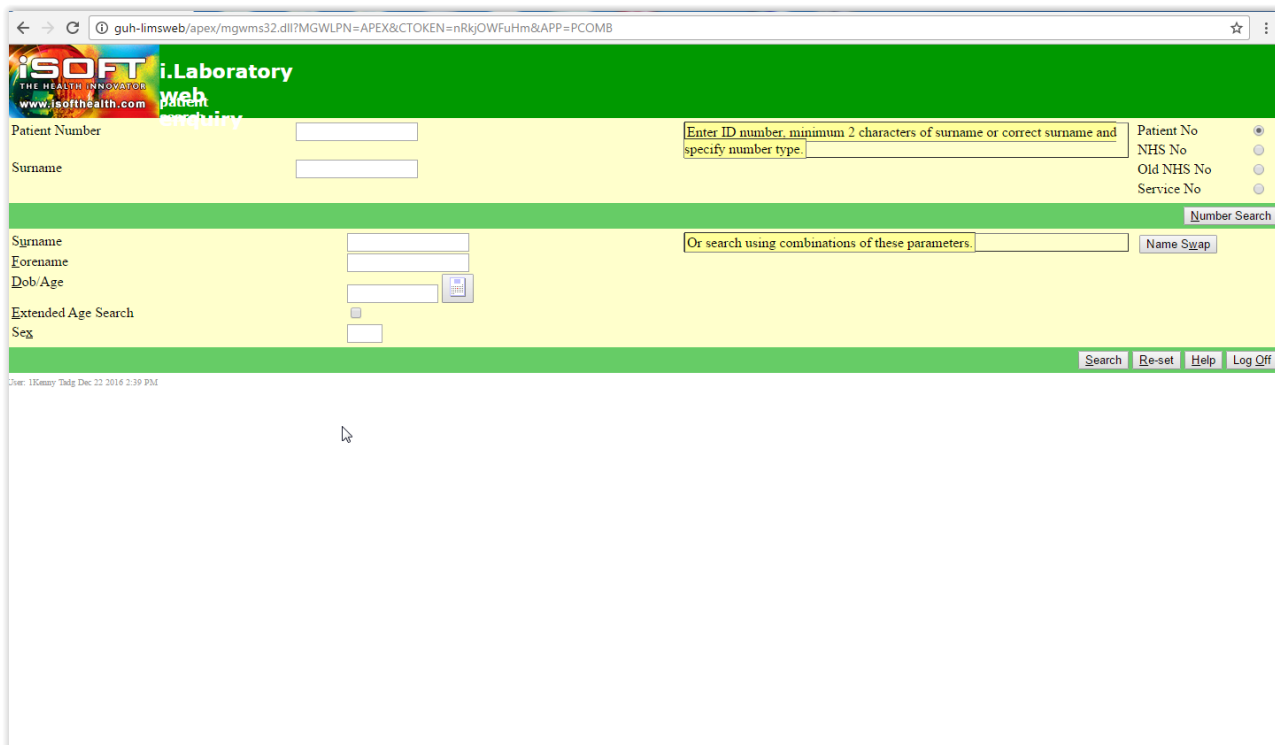 guh-limsweb/apex/mgwms32.dll?MGWLPN=APEX&CTOKEN=nRkjOWFuHm&APP=PCOMB
iSOFT
THE HEALTH INNOVATOR
www.isofthealth.com
i.Laboratory
web
enquiry
patient
search
Patient Number
Enter ID number, minimum 2 characters of surname or correct surname and
specify number type.
Patient No
NHS No
Surname
Old NHS No
Service No
Number Search
Surname
Or search using combinations of these parameters.
Name Swap
Forename
Dob/Age
Extended Age Search
Sex
Search Re-set Help Log Off
User: 1Kenny Tadg Dec 22 2016 2:39 PM